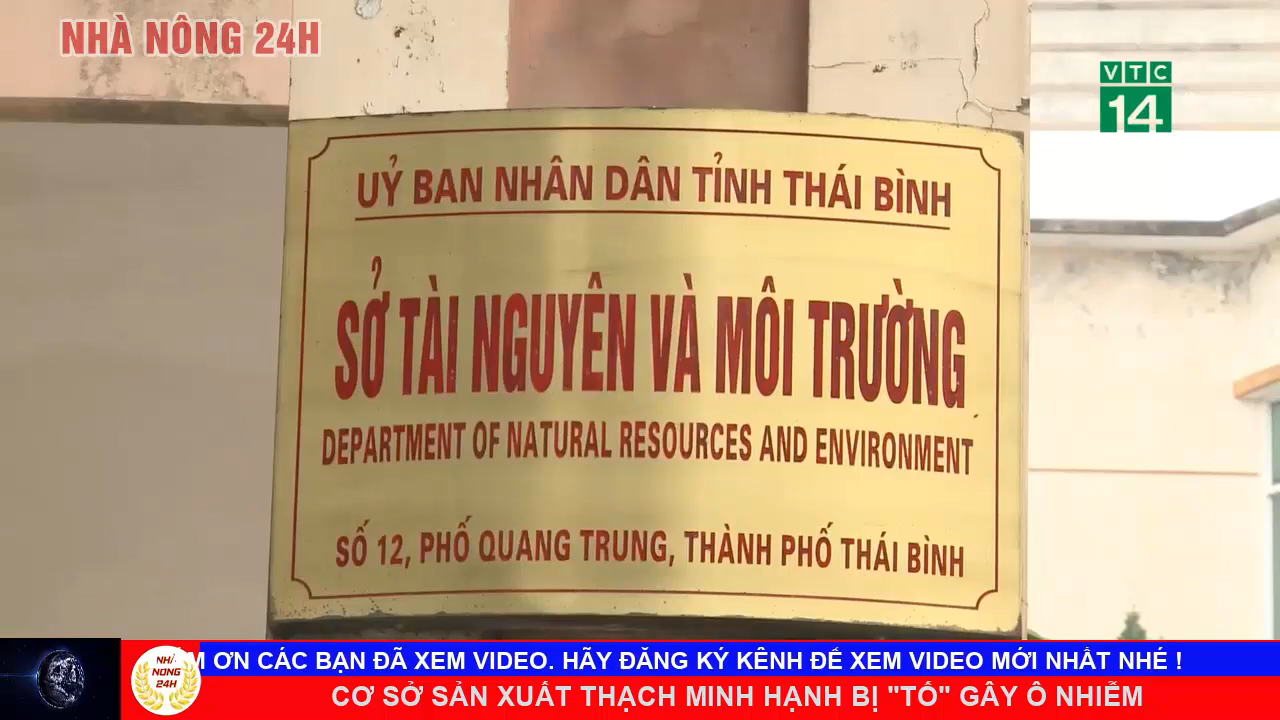 NHÀ NÔNG 24H
VTC
14
UỶ BAN NHÂN DÂN TỈNH THÁI BÌNH
SỞ TÀI NGUYÊN VÀ MÔI TRƯỜNG
DEPARTMENT OF NATURAL RESOURCES AND ENVIRONMENT
SỐ 12, PHỐ QUANG TRUNG, THÀNH PHỐ THÁI BÌNH
NHÀ
NÔNG
24H
ƠN CÁC BẠN ĐÃ XEM VIDEO. HÃY ĐĂNG KÝ KÊNH ĐỂ XEM VIDEO MỚI NHẤT NHÉ !
CƠ SỞ SẢN XUẤT THẠCH MINH HẠNH BỊ "TỐ" GÂY Ô NHIỄM